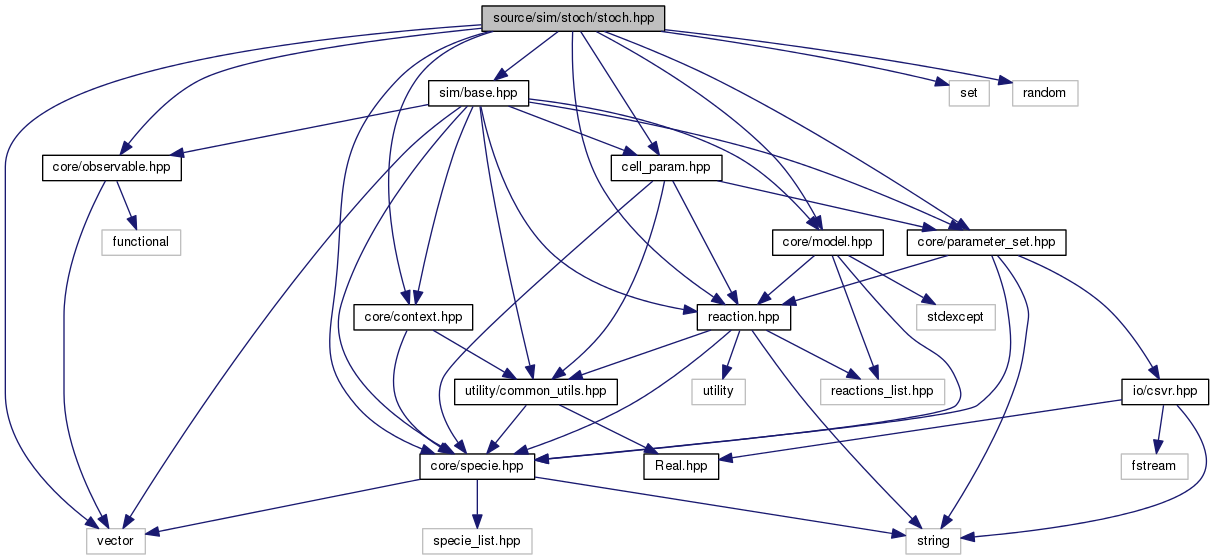 source/sim/stoch/stoch.hpp
sim/base.hpp
set
random
core/observable.hpp
cell_param.hpp
functional
core/model.hpp
core/parameter_set.hpp
core/context.hpp
reaction.hpp
stdexcept
utility/common_utils.hpp
utility
reactions_list.hpp
io/csvr.hpp
core/specie.hpp
Real.hpp
fstream
vector
specie_list.hpp
string